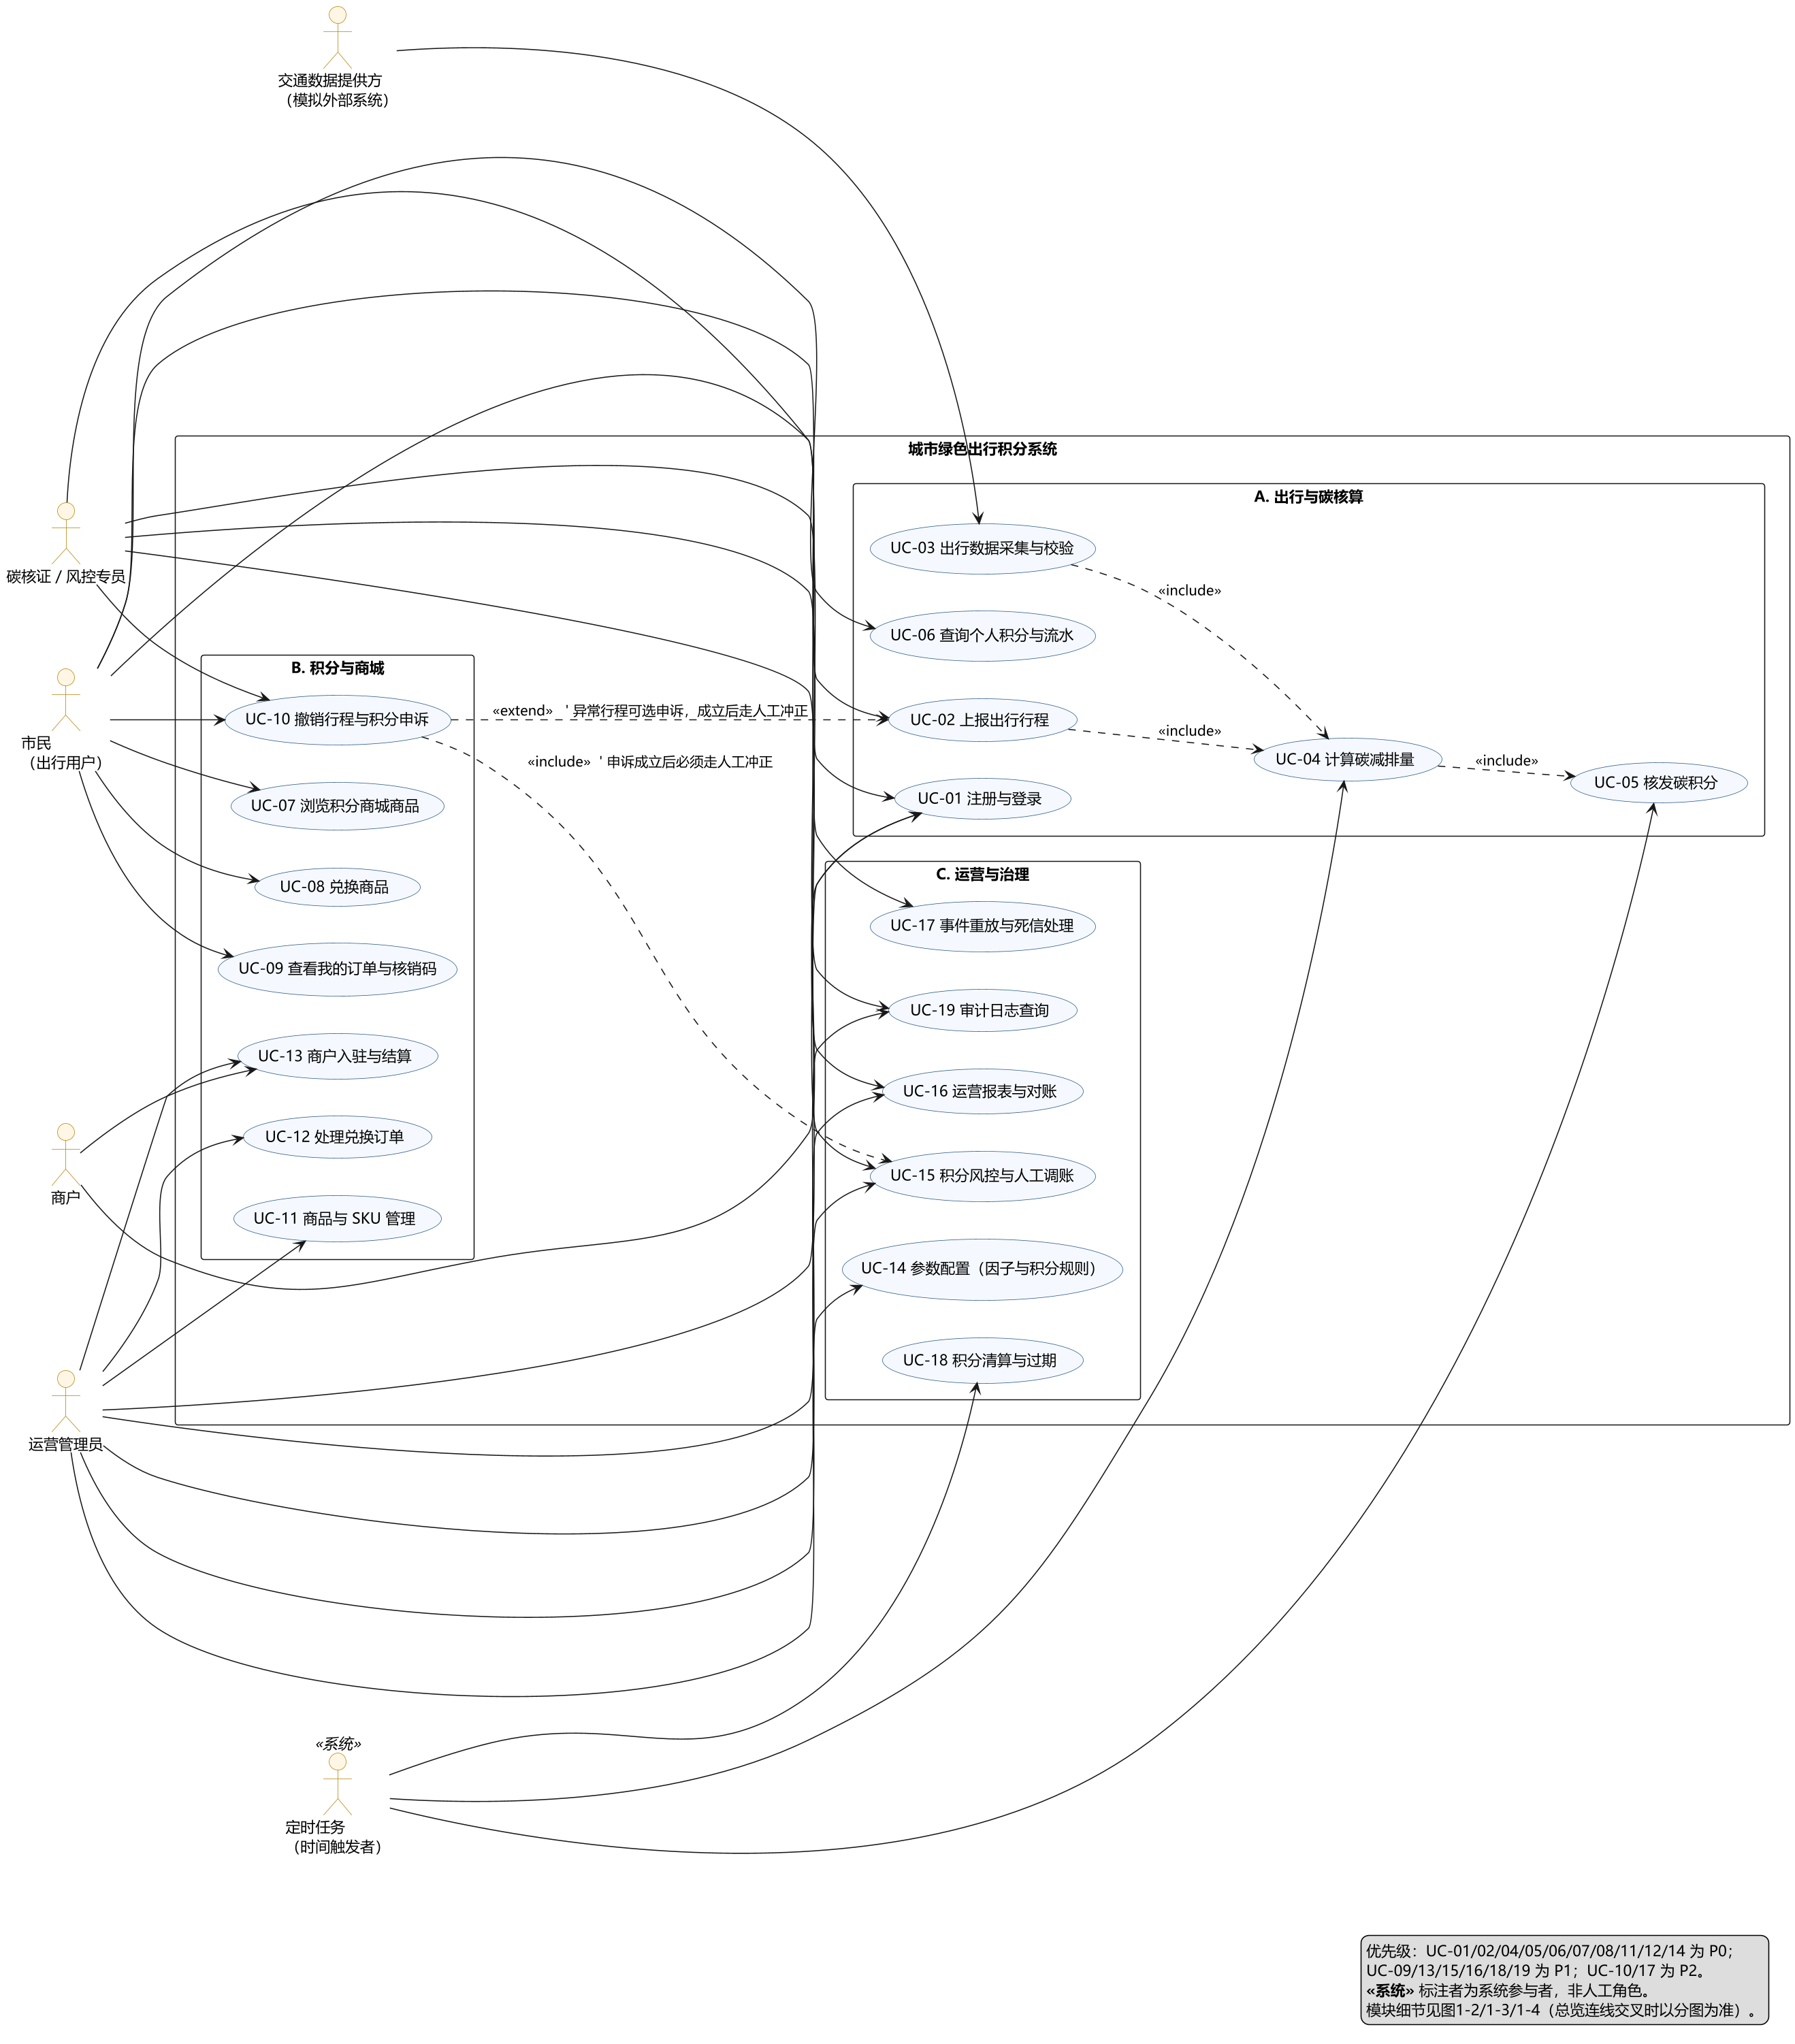 交通数据提供方
（模拟外部系统）
城市绿色出行积分系统
A. 出行与碳核算
UC-03 出行数据采集与校验
«include»
UC-06 查询个人积分与流水
碳核证 / 风控专员
B. 积分与商城
UC-10 撤销行程与积分申诉
«extend» ' 异常行程可选申诉，成立后走人工冲正
UC-02 上报出行行程
«include»
市民
（出行用户）
«include» ' 申诉成立后必须走人工冲正
UC-04 计算碳减排量
«include»
UC-05 核发碳积分
UC-07 浏览积分商城商品
UC-01 注册与登录
C. 运营与治理
UC-08 兑换商品
UC-17 事件重放与死信处理
UC-09 查看我的订单与核销码
UC-19 审计日志查询
UC-13 商户入驻与结算
UC-16 运营报表与对账
UC-12 处理兑换订单
UC-15 积分风控与人工调账
商户
UC-11 商品与 SKU 管理
UC-14 参数配置（因子与积分规则）
UC-18 积分清算与过期
运营管理员
«系统»
定时任务
（时间触发者）
优先级：UC-01/02/04/05/06/07/08/11/12/14 为 P0；
UC-09/13/15/16/18/19 为 P1；UC-10/17 为 P2。
«系统» 标注者为系统参与者，非人工角色。
模块细节见图1-2/1-3/1-4（总览连线交叉时以分图为准）。